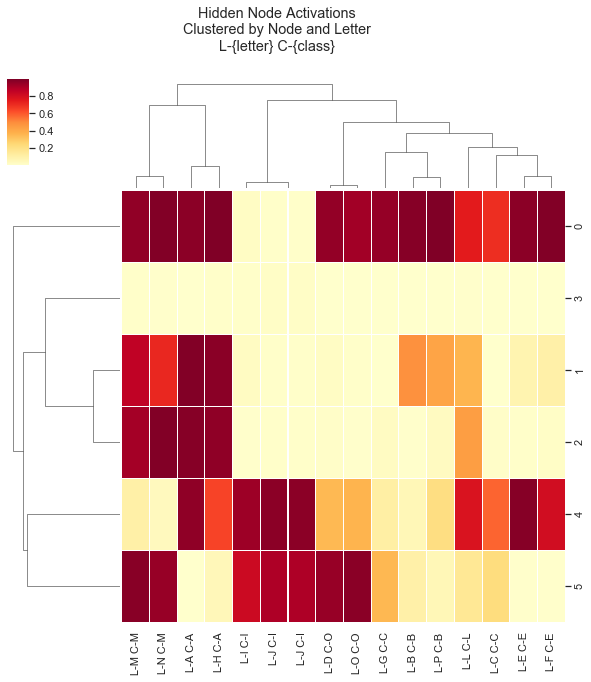 Hidden Node Activations
Clustered by Node and Letter
L-{letter} C-{class}
0.8
0.6
0.4
0.2
0
3
1
2
4
5
L-M C-M
L-N C-M
L-A C-A
L-H C-A
L-I C-I
L-J C-I
L-J C-I
L-D C-O
L-O C-O
L-G C-C
L-B C-B
L-P C-B
L-L C-L
L-C C-C
L-E C-E
L-F C-E